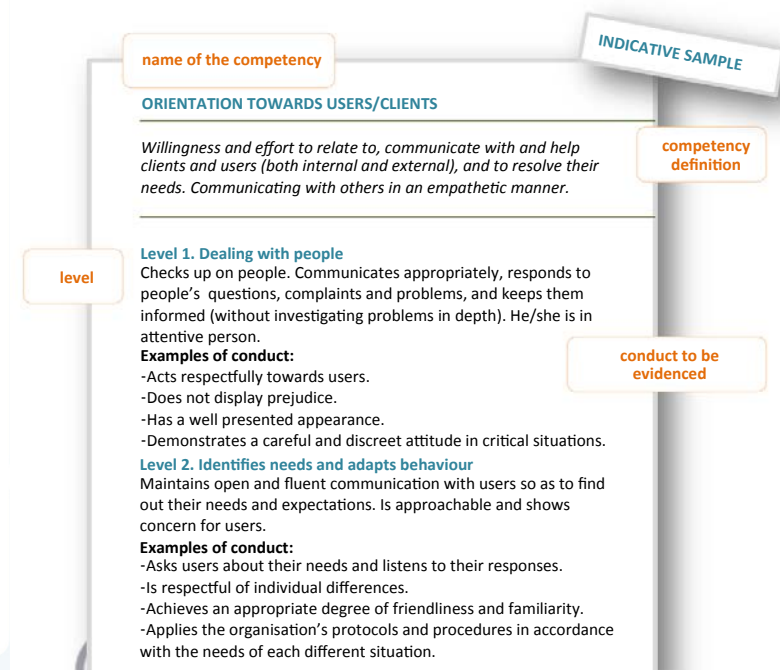 name of the competency
INDICATIVE SAMPLE
ORIENTATION TOWARDS USERS/CLIENTS
Willingness and effort to relate to, communicate with and help
clients and users (both internal and external), and to resolve their
needs. Communicating with others in an empathetic manner.
competency
definition
level
Level 1. Dealing with people
Checks up on people. Communicates appropriately, responds to
people’s  questions, complaints and problems, and keeps them
informed (without investigating problems in depth). He/she is in
attentive person.
Examples of conduct:
-Acts respectfully towards users.
-Does not display prejudice.
-Has a well presented appearance.
-Demonstrates a careful and discreet attitude in critical situations.
conduct to be
evidenced
Level 2. Identifies needs and adapts behaviour
Maintains open and fluent communication with users so as to find
out their needs and expectations. Is approachable and shows
concern for users.
Examples of conduct:
-Asks users about their needs and listens to their responses.
-Is respectful of individual differences.
-Achieves an appropriate degree of friendliness and familiarity.
-Applies the organisation’s protocols and procedures in accordance
with the needs of each different situation.